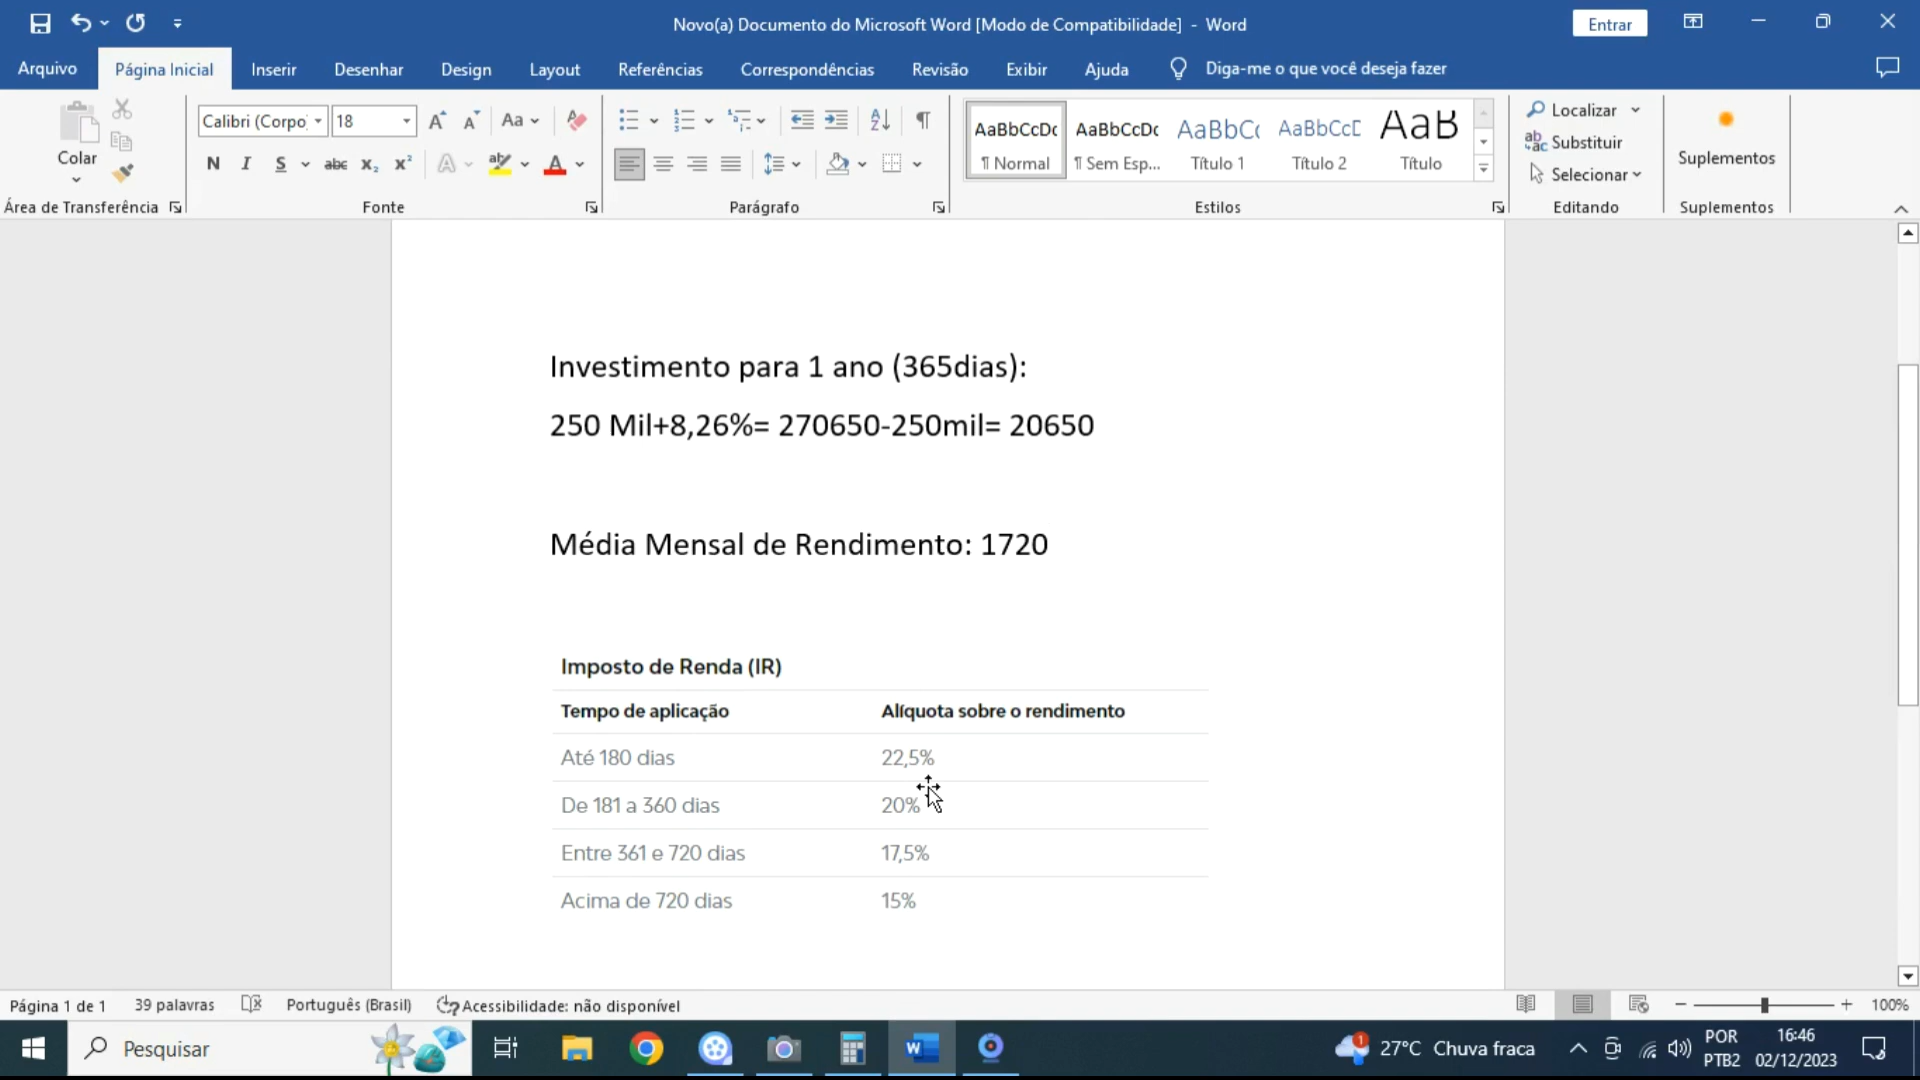 Novo(a) Documento do Microsoft Word [Modo de Compatibilidade] - Word
Entrar
Arquivo Página Inicial Inserir Desenhar Design Layout Referências Correspondências Revisão Exibir Ajuda Diga-me o que você deseja fazer
Colar
Área de Transferência
Calibri (Corpo 18 Aa
N I S abc x₂ x² A
Fonte
Parágrafo
AaBbCcDc AaBbCcDc AaBbC AaBbCcD AaB
¶ Normal ¶ Sem Esp... Título 1 Título 2 Título
Estilos
Localizar
Substituir
Selecionar
Editando
Suplementos
Suplementos
Investimento para 1 ano (365dias):
250 Mil+8,26%= 270650-250mil= 20650
Média Mensal de Rendimento: 1720
Imposto de Renda (IR)
Tempo de aplicação Alíquota sobre o rendimento
Até 180 dias 22,5%
De 181 a 360 dias 20%
Entre 361 e 720 dias 17,5%
Acima de 720 dias 15%
Página 1 de 1 39 palavras Português (Brasil) Acessibilidade: não disponível 100%
Pesquisar
1 27°C Chuva fraca
POR
PTB2
16:46
02/12/2023